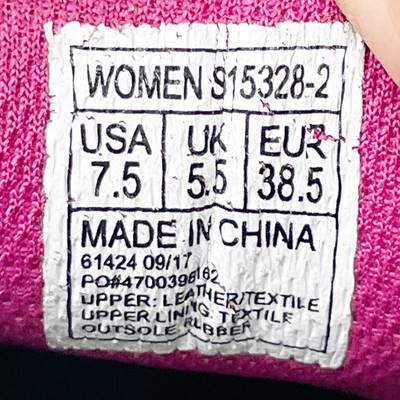 WOMEN S15328-2
USA UK EUR
7.5 5.5 38.5
MADE IN CHINA
61424 09/17
PO#4700396162
UPPER: LEATHER/TEXTILE
UPPER LINING: TEXTILE
OUTSOLE: RUBBER